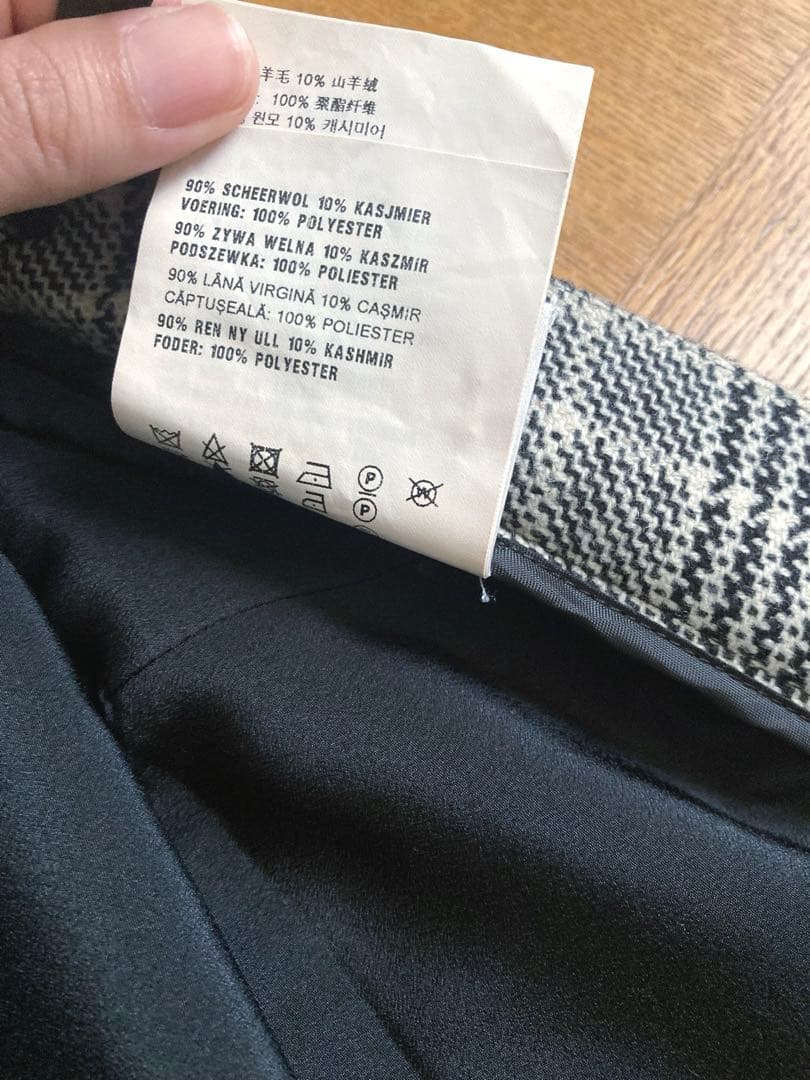 羊毛 10% 山羊绒
: 100% 聚酯纤维
원모 10% 캐시미어
90% SCHEERWOL 10% KASJMIER
VOERING: 100% POLYESTER
90% ZYWA WELNA 10% KASZMIR
PODSZEWKA: 100% POLIESTER
90% LÂNĂ VIRGINĂ 10% CAŞMIR
CĂPTUŞEALĂ: 100% POLIESTER
90% REN NY ULL 10% KASHMIR
FODER: 100% POLYESTER
P W
P